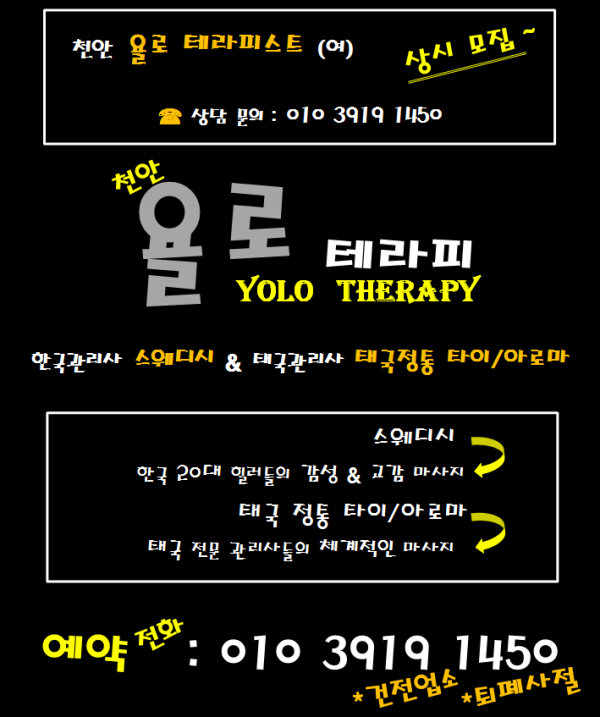 천안 욜로 테라피스트 (여) 상시 모집 ~
☎ 상담 문의 : 010 3919 1450
천안
욜로 테라피
YOLO THERAPY
한국관리사 스웨디시 & 태국관리사 태국정통 타이/아로마
스웨디시
한국 20대 힐러들의 감성 & 교감 마사지
태국 정통 타이/아로마
태국 전문 관리사들의 체계적인 마사지
예약 전화 : 010 3919 1450
*건전업소 *퇴폐사절